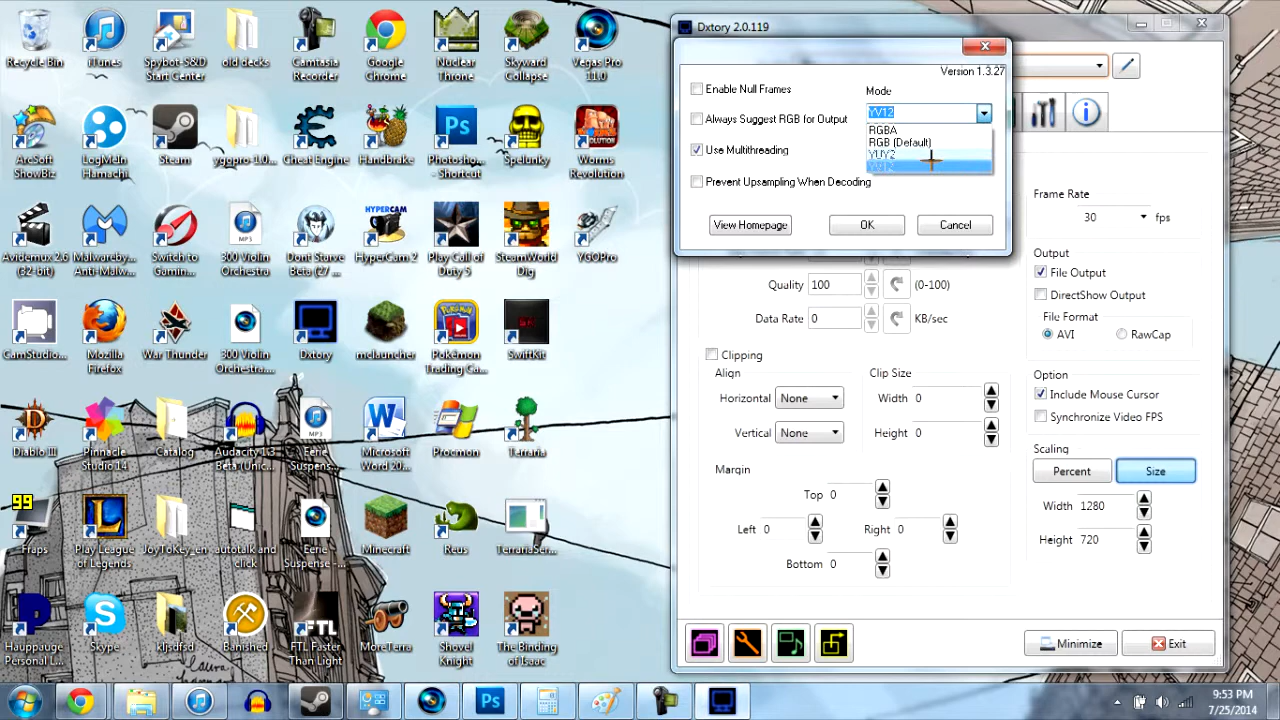 Recycle Bin
iTunes
Spybot-S&D
Start Center
old decks
Camtasia
Recorder
Google
Chrome
Nuclear
Throne
Skyward
Collapse
Vegas Pro
11.0
ArcSoft
ShowBiz
LogMeIn
Hamachi
Steam
yggpro-1.0....
Cheat Engine
Handbrake
Ps
Photosho...
- Shortcut
Spelunky
Worms
Revolution
Avidemux 2.6
(32-bit)
Malwareby...
Anti-Malw...
Switch to
Gamin...
MP3
300 Violin
Orchestra
Dont Starve
Beta (27 ...
HYPERCAM
HyperCam 2
Play Call of
Duty 5
SteamWorld
Dig
YGOPro
CamStudio...
Mozilla
Firefox
War Thunder
300 Violin
Orchestra....
Dxtory
mclauncher
Pokémon
Trading Ca...
SwiftKit
Diablo III
Pinnacle
Studio 14
Catalog
Audacity 1.3
Beta (Unic...
MP3
Eerie
Suspens...
Microsoft
Word 20...
Procmon
Terraria
99
Fraps
Play League
of Legends
JoyToKey_en
autotalk and
click
Eerie
Suspense -...
Minecraft
Reus
TerrariaSer...
Hauppauge
Personal L...
Skype
kljsdfsd
Banished
FTL
FTL Faster
Than Light
MoreTerra
Shovel
Knight
The Binding
of Isaac
Dxtory 2.0.119
Version 1.3.27
Enable Null Frames
Mode
Always Suggest RGB for Output
YV12
RGBA
RGB (Default)
YUY2
YV12
Use Multithreading
Prevent Upsampling When Decoding
View Homepage
OK
Cancel
Frame Rate
30 fps
Output
File Output
DirectShow Output
File Format
AVI RawCap
Quality 100 (0-100)
Data Rate 0 KB/sec
Clipping
Align
Horizontal None
Vertical None
Clip Size
Width 0
Height 0
Margin
Top 0
Left 0 Right 0
Bottom 0
Option
Include Mouse Cursor
Synchronize Video FPS
Scaling
Percent Size
Width 1280
Height 720
Minimize Exit
Ps
9:53 PM
7/25/2014